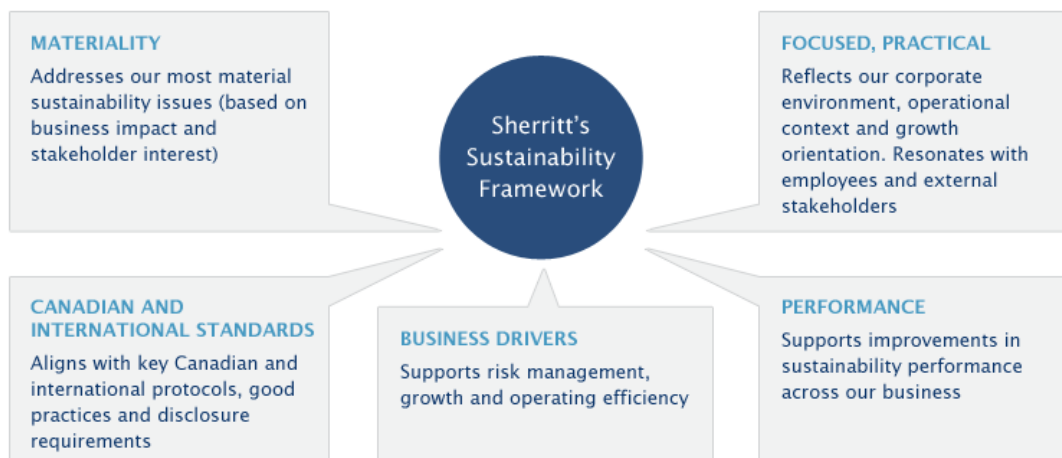 MATERIALITY
Addresses our most material
sustainability issues (based on
business impact and
stakeholder interest)
Sherritt's
Sustainability
Framework
FOCUSED, PRACTICAL
Reflects our corporate
environment, operational
context and growth
orientation. Resonates with
employees and external
stakeholders
CANADIAN AND
INTERNATIONAL STANDARDS
Aligns with key Canadian and
international protocols, good
practices and disclosure
requirements
BUSINESS DRIVERS
Supports risk management,
growth and operating efficiency
PERFORMANCE
Supports improvements in
sustainability performance
across our business